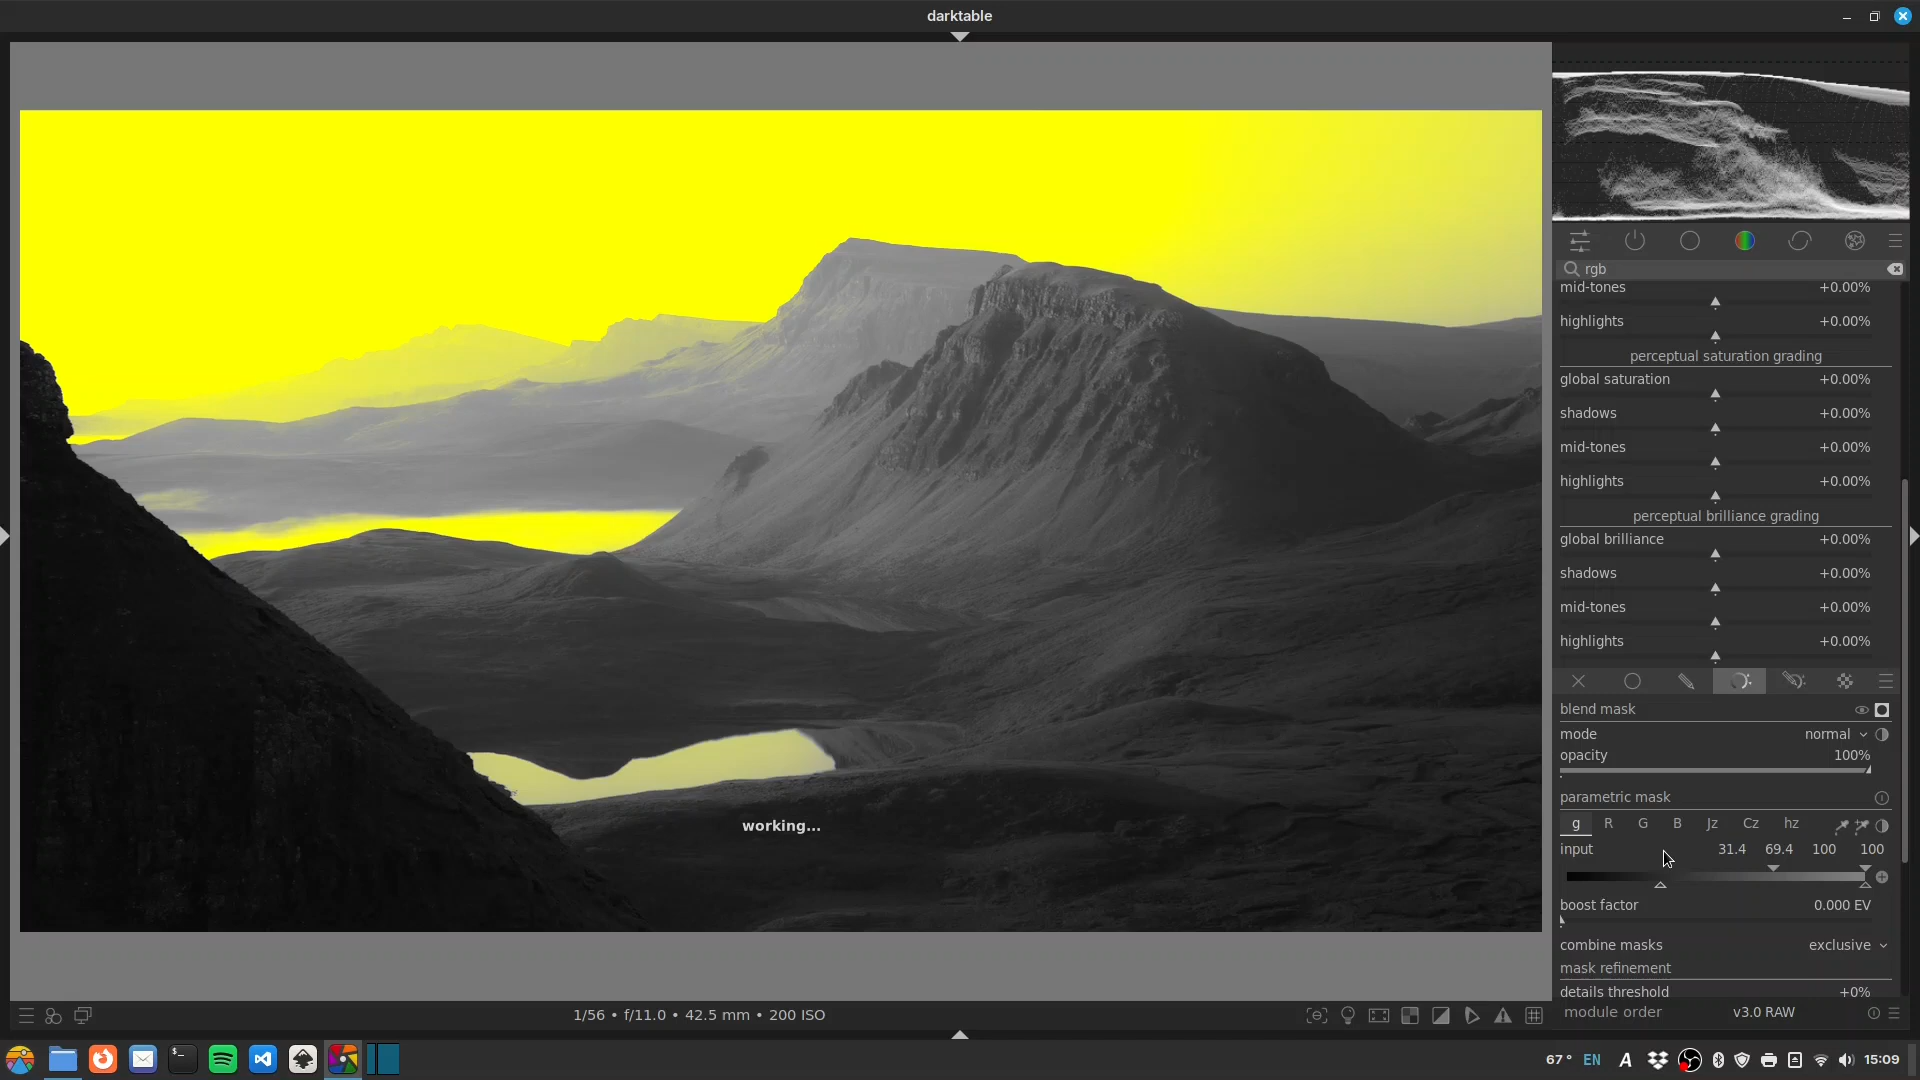 darktable
rgb
mid-tones +0.00%
highlights +0.00%
perceptual saturation grading
global saturation +0.00%
shadows +0.00%
mid-tones +0.00%
highlights +0.00%
perceptual brilliance grading
global brilliance +0.00%
shadows +0.00%
mid-tones +0.00%
highlights +0.00%
blend mask
mode normal
opacity 100%
parametric mask
g R G B Jz Cz hz
input 31.4 69.4 100 100
boost factor 0.000 EV
combine masks exclusive
mask refinement
details threshold +0%
working...
1/56 • f/11.0 • 42.5 mm • 200 ISO
module order v3.0 RAW
67° EN A 15:09